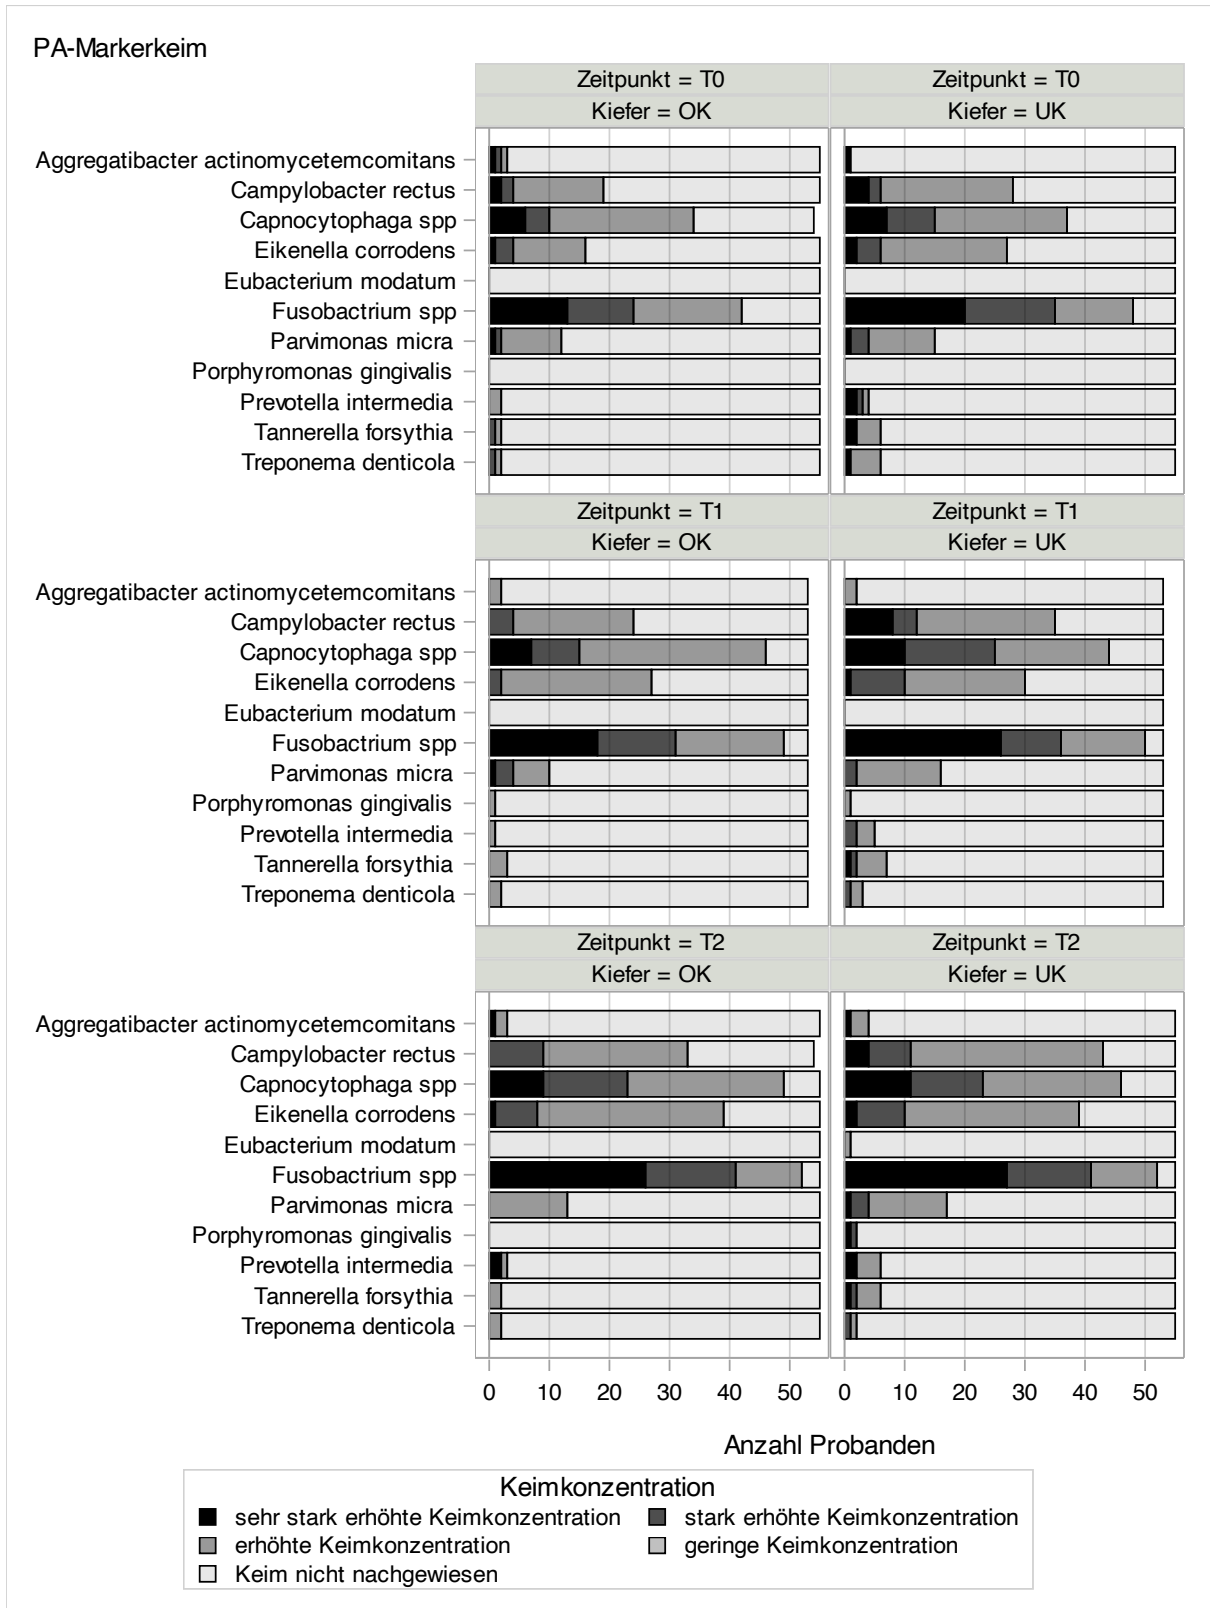 PA-Markerkeim
Zeitpunkt = T0 Zeitpunkt = T0
Kiefer = OK Kiefer = UK
Aggregatibacter actinomycetemcomitans
Campylobacter rectus
Capnocytophaga spp
Eikenella corrodens
Eubacterium modatum
Fusobactrium spp
Parvimonas micra
Porphyromonas gingivalis
Prevotella intermedia
Tannerella forsythia
Treponema denticola
Zeitpunkt = T1 Zeitpunkt = T1
Kiefer = OK Kiefer = UK
Aggregatibacter actinomycetemcomitans
Campylobacter rectus
Capnocytophaga spp
Eikenella corrodens
Eubacterium modatum
Fusobactrium spp
Parvimonas micra
Porphyromonas gingivalis
Prevotella intermedia
Tannerella forsythia
Treponema denticola
Zeitpunkt = T2 Zeitpunkt = T2
Kiefer = OK Kiefer = UK
Aggregatibacter actinomycetemcomitans
Campylobacter rectus
Capnocytophaga spp
Eikenella corrodens
Eubacterium modatum
Fusobactrium spp
Parvimonas micra
Porphyromonas gingivalis
Prevotella intermedia
Tannerella forsythia
Treponema denticola
0 10 20 30 40 50 0 10 20 30 40 50
Anzahl Probanden
Keimkonzentration
sehr stark erhöhte Keimkonzentration stark erhöhte Keimkonzentration
erhöhte Keimkonzentration geringe Keimkonzentration
Keim nicht nachgewiesen